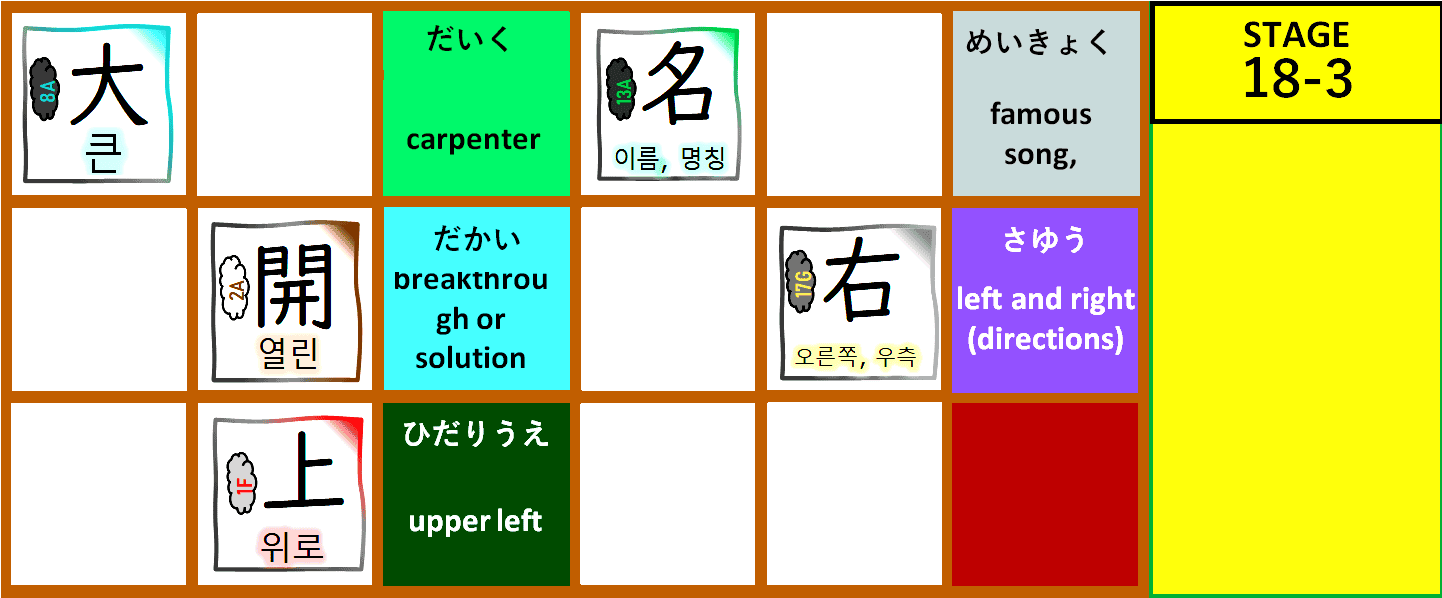 8A
大
큰
だいく
carpenter
13A
名
이름, 명칭
めいきょく
famous
song,
STAGE
18-3
2A
開
열린
だかい
breakthrou
gh or
solution
17G
右
오른쪽, 우측
さゆう
left and right
(directions)
1F
上
위로
ひだりうえ
upper left